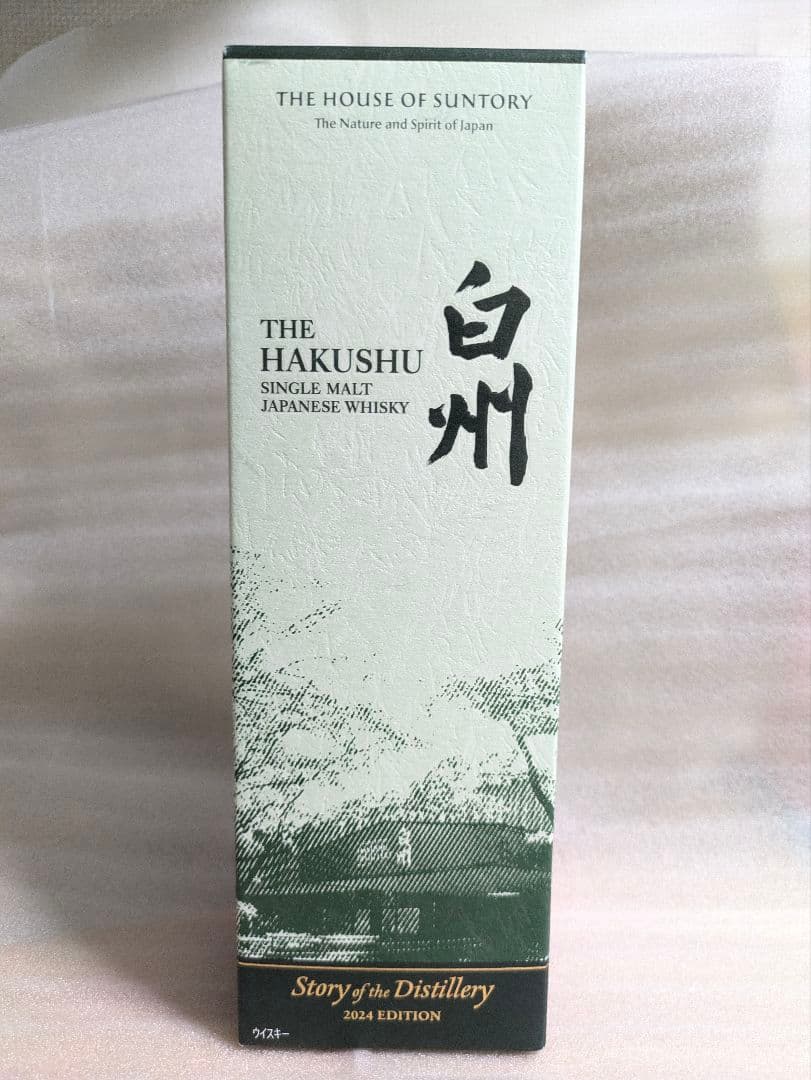 THE HOUSE OF SUNTORY
The Nature and Spirit of Japan
THE
HAKUSHU
SINGLE MALT
JAPANESE WHISKY
白州
Story of the Distillery
2024 EDITION
ウイスキー